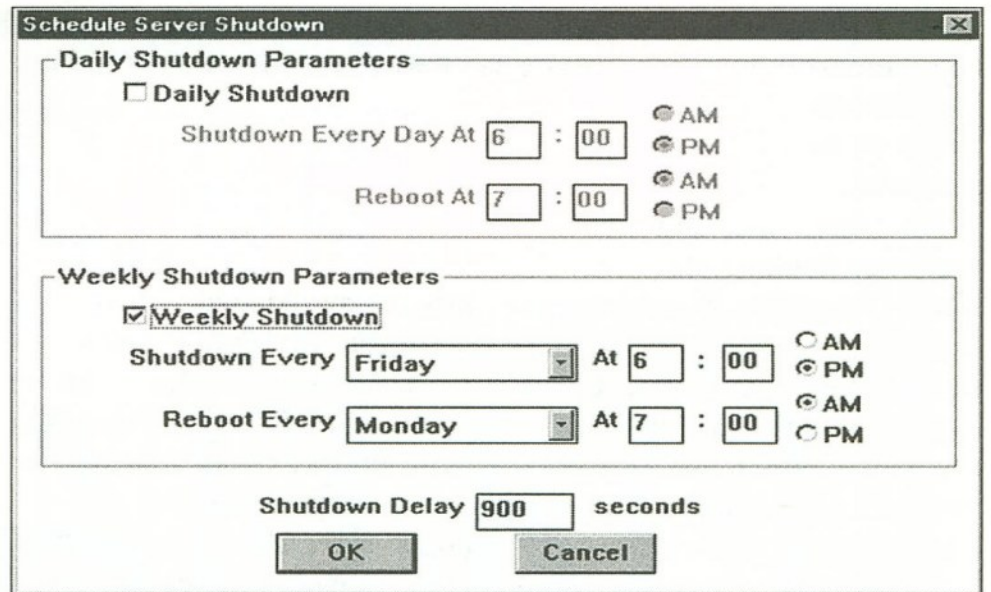 Schedule Server Shutdown
Daily Shutdown Parameters
Daily Shutdown
Shutdown Every Day At 6 : 00 AM PM
Reboot At 7 : 00 AM PM
Weekly Shutdown Parameters
Weekly Shutdown
Shutdown Every Friday At 6 : 00 AM PM
Reboot Every Monday At 7 : 00 AM PM
Shutdown Delay 900 seconds
OK Cancel